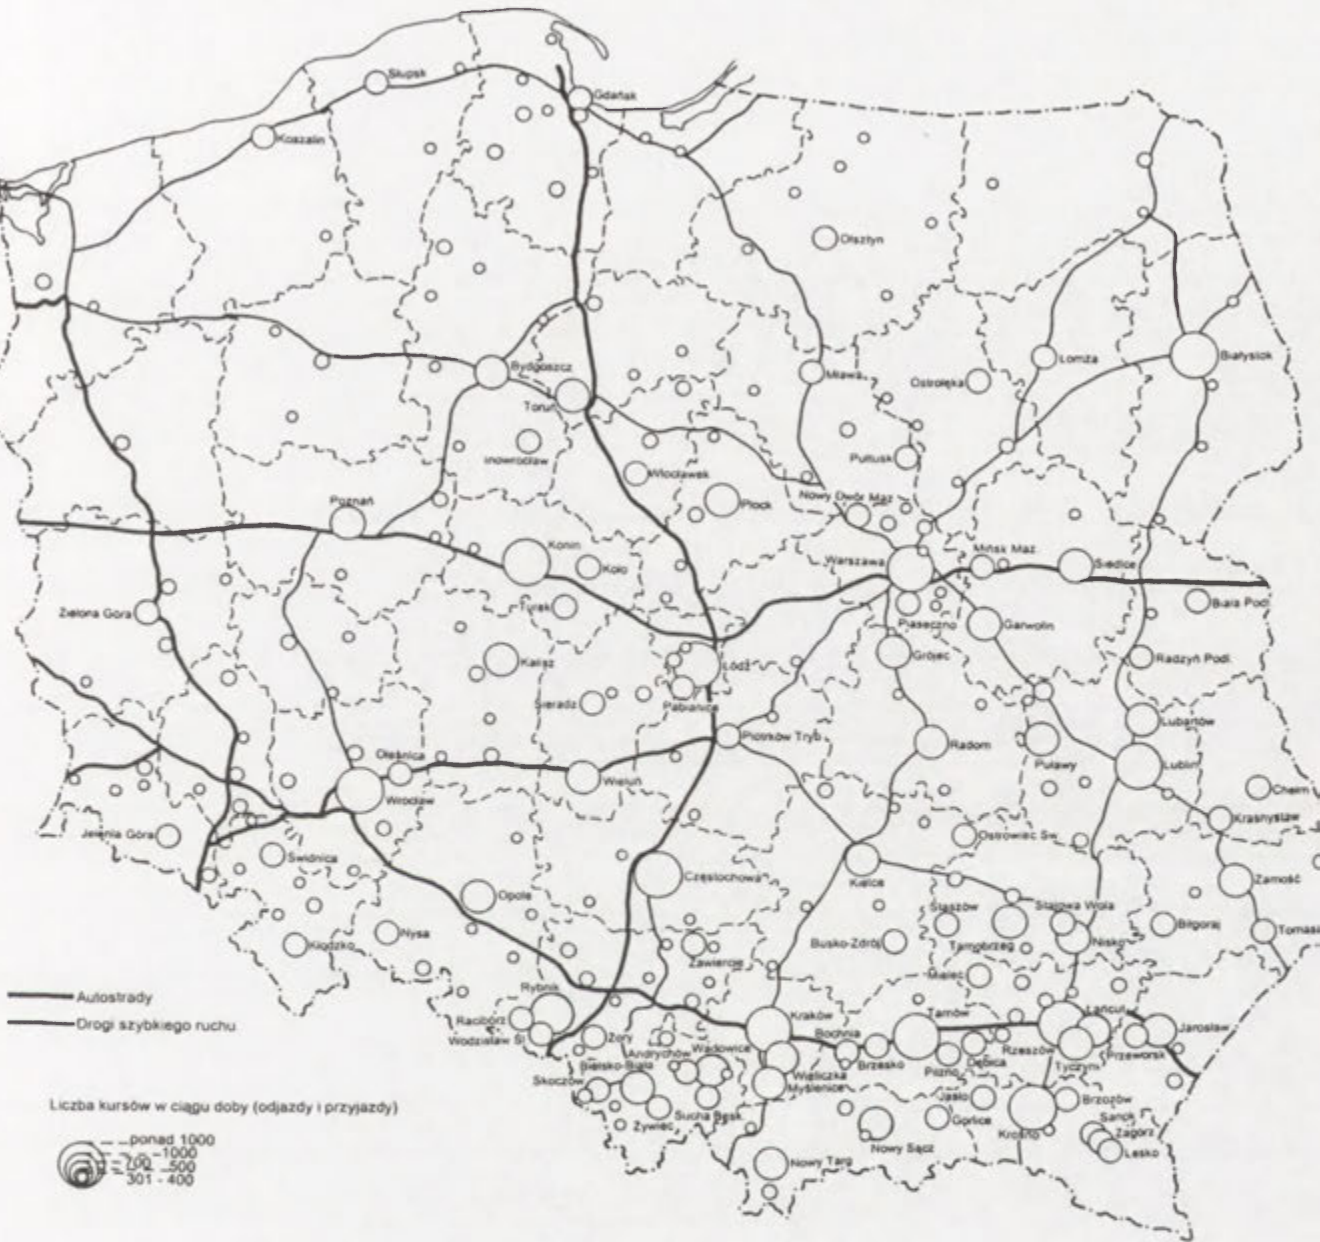 Słupsk
Gdańsk
Koszalin
Olsztyn
Białystok
Łomża
Bydgoszcz
Mława
Ostrołęka
Toruń
Inowrocław
Pułtusk
Włocławek
Płock
Nowy Dwór Maz
Poznań
Konin
Koło
Warszawa
Mińsk Maz
Siedlce
Turek
Zielona Góra
Piaseczno
Garwolin
Biała Podl
Kalisz
Łódź
Grójec
Radzyń Podl.
Sieradz
Pabianice
Lubartów
Piotrków Tryb
Radom
Puławy
Oleśnica
Wieluń
Lublin
Wrocław
Chełm
Krasnystaw
Jelenia Góra
Ostrowiec Św
Świdnica
Kielce
Częstochowa
Zamość
Opole
Staszów
Stalowa Wola
Biłgoraj
Tomasz
Nysa
Kłodzko
Busko-Zdrój
Tarnobrzeg
Nisko
Zawiercie
Mielec
Autostrady
Rybnik
Drogi szybkiego ruchu
Racibórz
Kraków
Tarnów
Łańcut
Jarosław
Wodzisław Śl
Żory
Bochnia
Rzeszów
Przeworsk
Andrychów
Wadowice
Brzesko
Pilzno
Dębica
Tyczyn
Bielsko-Biała
Wieliczka
Skoczów
Myślenice
Jasło
Brzozów
Liczba kursów w ciągu doby (odjazdy i przyjazdy)
Żywiec
Sucha Besk.
Gorlice
Krosno
Sanok
Zagórz
Lesko
Nowy Sącz
Nowy Targ
ponad 1000
1000
700 500
301 - 400